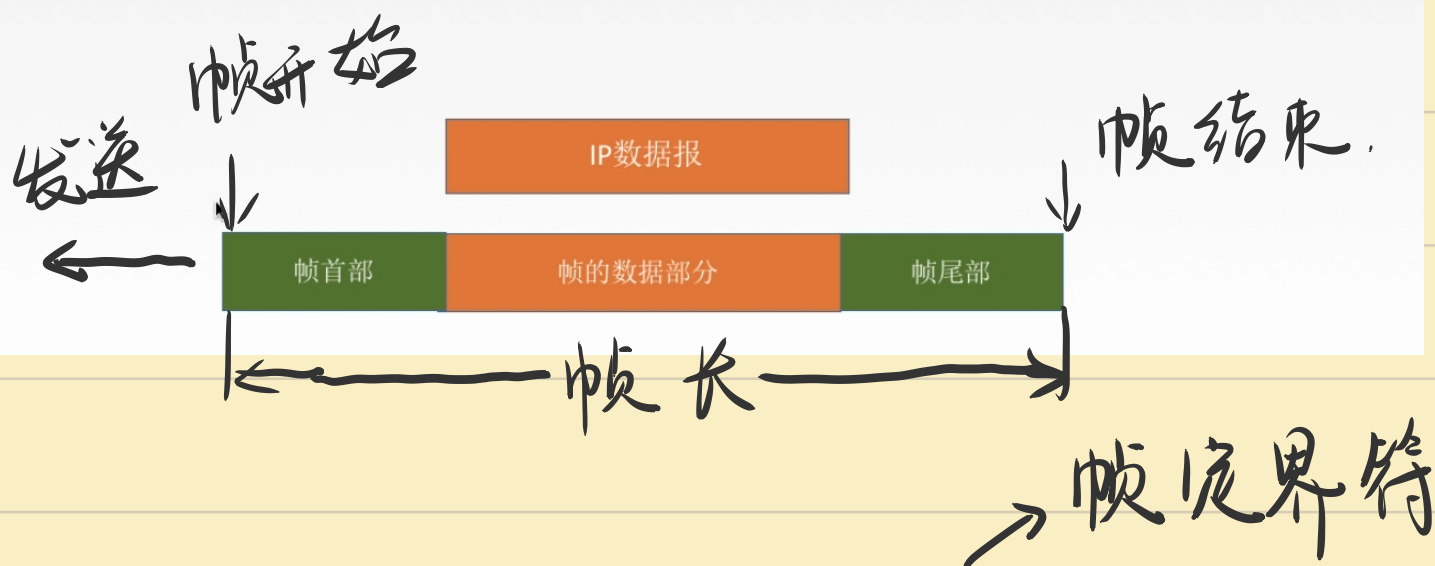 帧开始
发送
IP数据报
帧结束.
帧首部 帧的数据部分 帧尾部
帧长
帧定界符